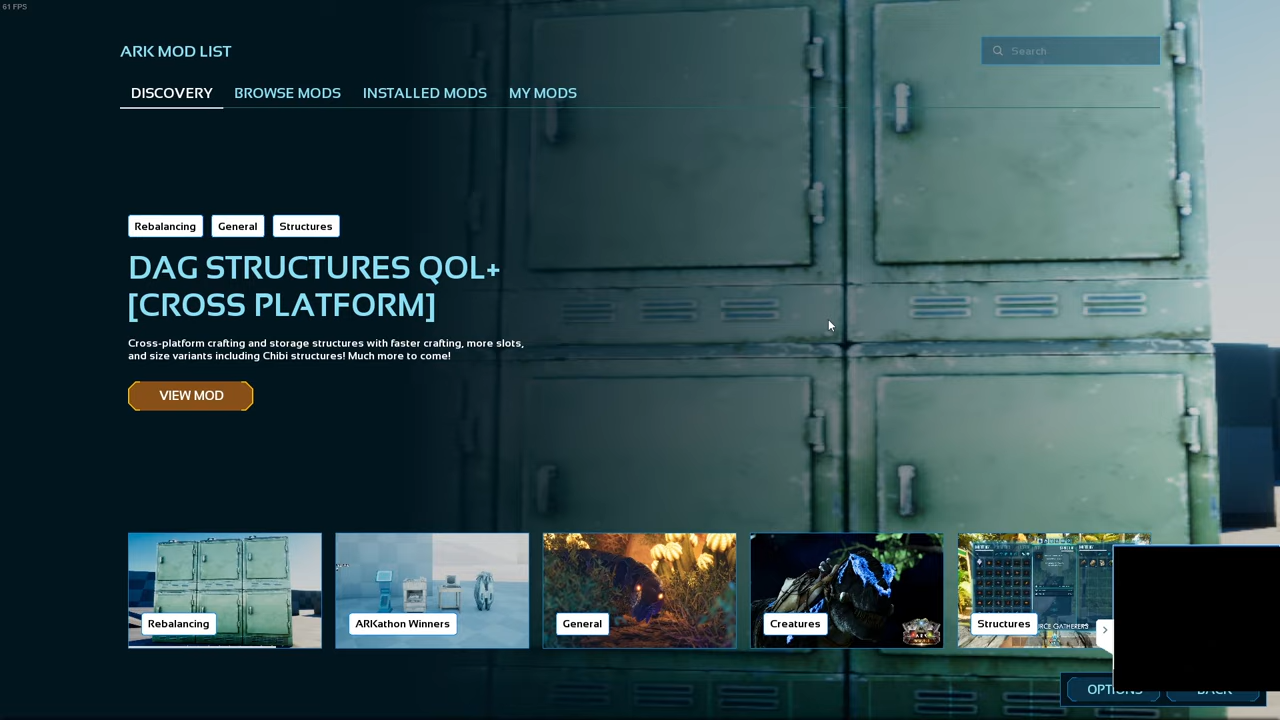 61 FPS
ARK MOD LIST
Search
DISCOVERY
BROWSE MODS
INSTALLED MODS
MY MODS
Rebalancing
General
Structures
DAG STRUCTURES QOL+
[CROSS PLATFORM]
Cross-platform crafting and storage structures with faster crafting, more slots,
and size variants including Chibi structures! Much more to come!
VIEW MOD
Rebalancing
ARKathon Winners
General
Creatures
Structures
GATHERERS
OPTIONS
BACK